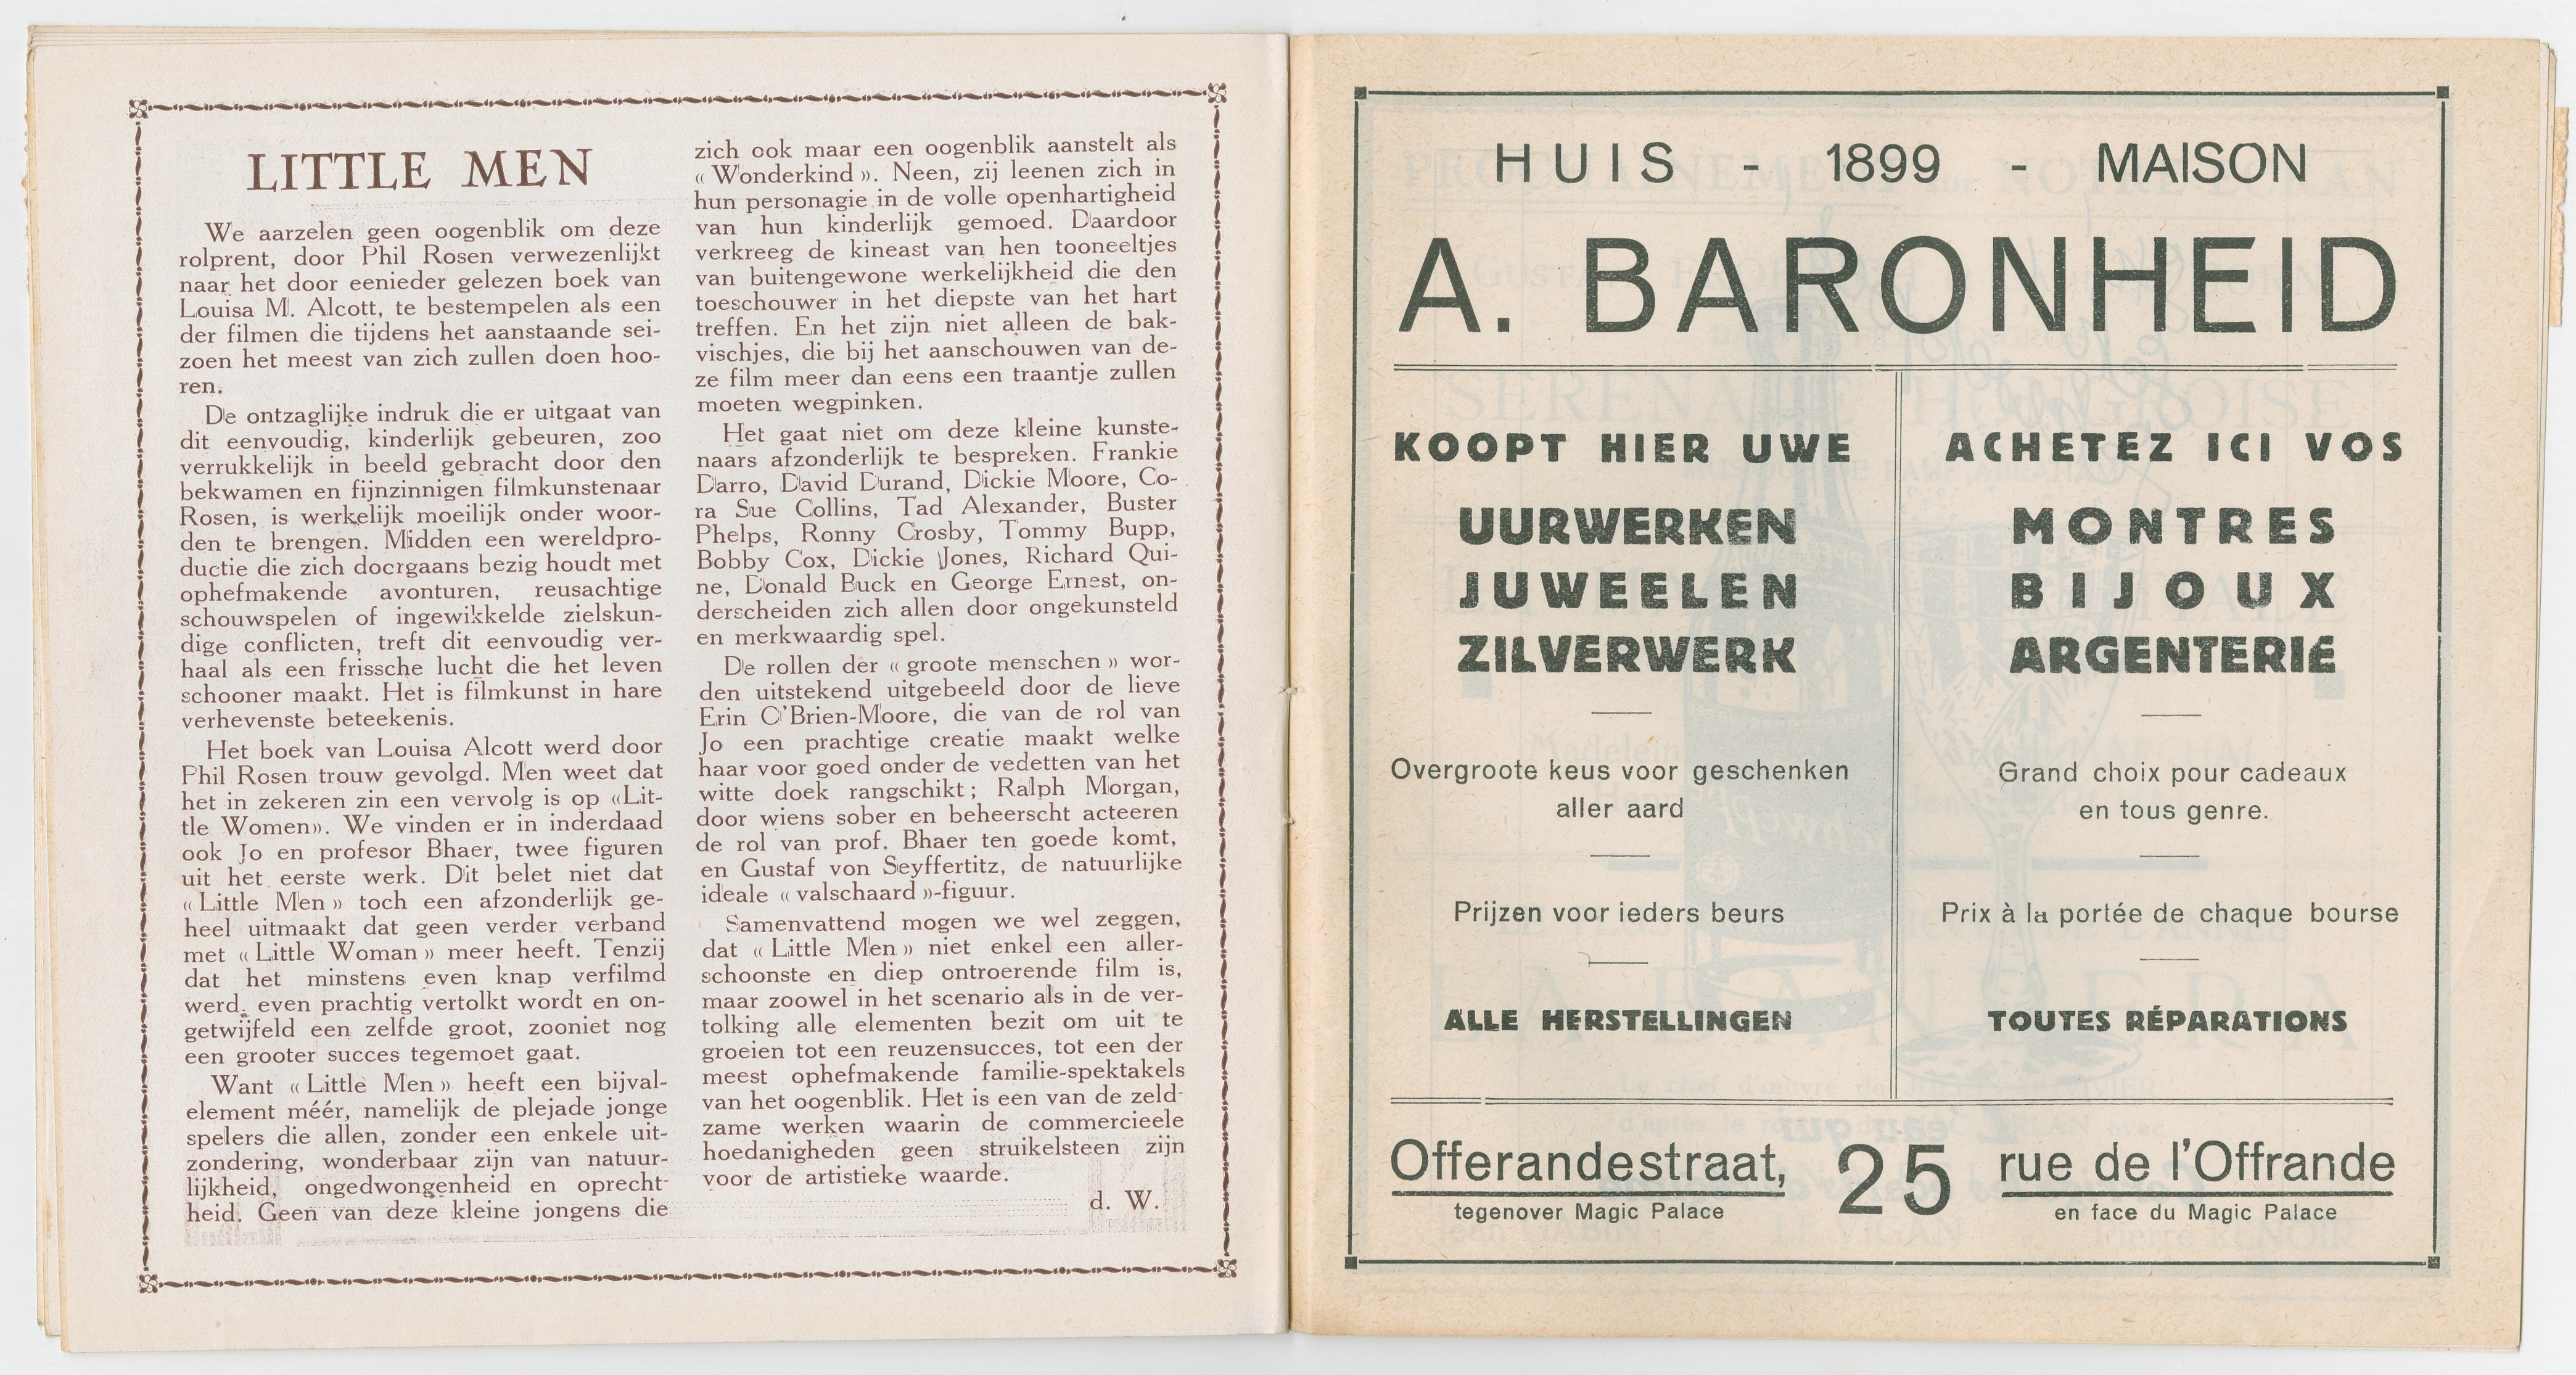 LITTLE MEN
We aarzelen geen oogenblik om deze
rolprent, door Phil Rosen verwezenlijkt
naar het door eenieder gelezen boek van
Louisa M. Alcott, te bestempelen als een
der filmen die tijdens het aanstaande sei-
zoen het meest van zich zullen doen hoo-
ren.
De ontzaglijke indruk die er uitgaat van
dit eenvoudig, kinderlijk gebeuren, zoo
verrukkelijk in beeld gebracht door den
bekwamen en fijnzinnigen filmkunstenaar
Rosen, is werkelijk moeilijk onder woor-
den te brengen. Midden een wereldpro-
ductie die zich doorgaans bezig houdt met
ophefmakende avonturen, reusachtige
schouwspelen of ingewikkelde zielskun-
dige conflicten, treft dit eenvoudig ver-
haal als een frissche lucht die het leven
schooner maakt. Het is filmkunst in hare
verhevenste beteekenis.
Het boek van Louisa Alcott werd door
Phil Rosen trouw gevolgd. Men weet dat
het in zekeren zin een vervolg is op «Lit-
tle Women». We vinden er in inderdaad
ook Jo en profesor Bhaer, twee figuren
uit het eerste werk. Dit belet niet dat
« Little Men » toch een afzonderlijk ge-
heel uitmaakt dat geen verder verband
met « Little Woman » meer heeft. Tenzij
dat het minstens even knap verfilmd
werd, even prachtig vertolkt wordt en on-
getwijfeld een zelfde groot, zooniet nog
een grooter succes tegemoet gaat.
Want « Little Men » heeft een bijval-
element méér, namelijk de plejade jonge
spelers die allen, zonder een enkele uit-
zondering, wonderbaar zijn van natuur-
lijkheid, ongedwongenheid en oprecht-
heid. Geen van deze kleine jongens die
zich ook maar een oogenblik aanstelt als
« Wonderkind ». Neen, zij leenen zich in
hun personagie in de volle openhartigheid
van hun kinderlijk gemoed. Daardoor
verkreeg de kineast van hen tooneeltjes
van buitengewone werkelijkheid die den
toeschouwer in het diepste van het hart
treffen. En het zijn niet alleen de bak-
vischjes, die bij het aanschouwen van de-
ze film meer dan eens een traantje zullen
moeten wegpinken.
Het gaat niet om deze kleine kunste-
naars afzonderlijk te bespreken. Frankie
Darro, David Durand, Dickie Moore, Co-
ra Sue Collins, Tad Alexander, Buster
Phelps, Ronny Crosby, Tommy Bupp,
Bobby Cox, Dickie Jones, Richard Qui-
ne, Donald Buck en George Ernest, on-
derscheiden zich allen door ongekunsteld
en merkwaardig spel.
De rollen der « groote menschen » wor-
den uitstekend uitgebeeld door de lieve
Erin O'Brien-Moore, die van de rol van
Jo een prachtige creatie maakt welke
haar voor goed onder de vedetten van het
witte doek rangschikt; Ralph Morgan,
door wiens sober en beheerscht acteeren
de rol van prof. Bhaer ten goede komt,
en Gustaf von Seyffertitz, de natuurlijke
ideale « valschaard »-figuur.
Samenvattend mogen we wel zeggen,
dat « Little Men » niet enkel een aller-
schoonste en diep ontroerende film is,
maar zoowel in het scenario als in de ver-
tolking alle elementen bezit om uit te
groeien tot een reuzensucces, tot een der
meest ophefmakende familie-spektakels
van het oogenblik. Het is een van de zeld-
zame werken waarin de commercieele
hoedanigheden geen struikelsteen zijn
voor de artistieke waarde.
d. W.
HUIS - 1899 - MAISON
A. BARONHEID
KOOPT HIER UWE
UURWERKEN
JUWEELEN
ZILVERWERK
Overgroote keus voor geschenken
aller aard
Prijzen voor ieders beurs
ALLE HERSTELLINGEN
ACHETEZ ICI VOS
MONTRES
BIJOUX
ARGENTERIE
Grand choix pour cadeaux
en tous genre.
Prix à la portée de chaque bourse
TOUTES RÉPARATIONS
Offerandestraat, 25 rue de l'Offrande
tegenover Magic Palace en face du Magic Palace